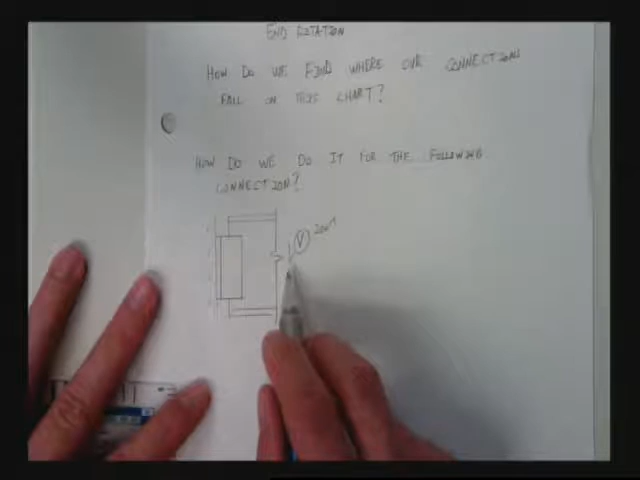 END ROTATION
HOW DO WE FIND WHERE OUR CONNECTIONS
FALL ON THIS CHART?
HOW DO WE DO IT FOR THE FOLLOWING
CONNECTION?
V